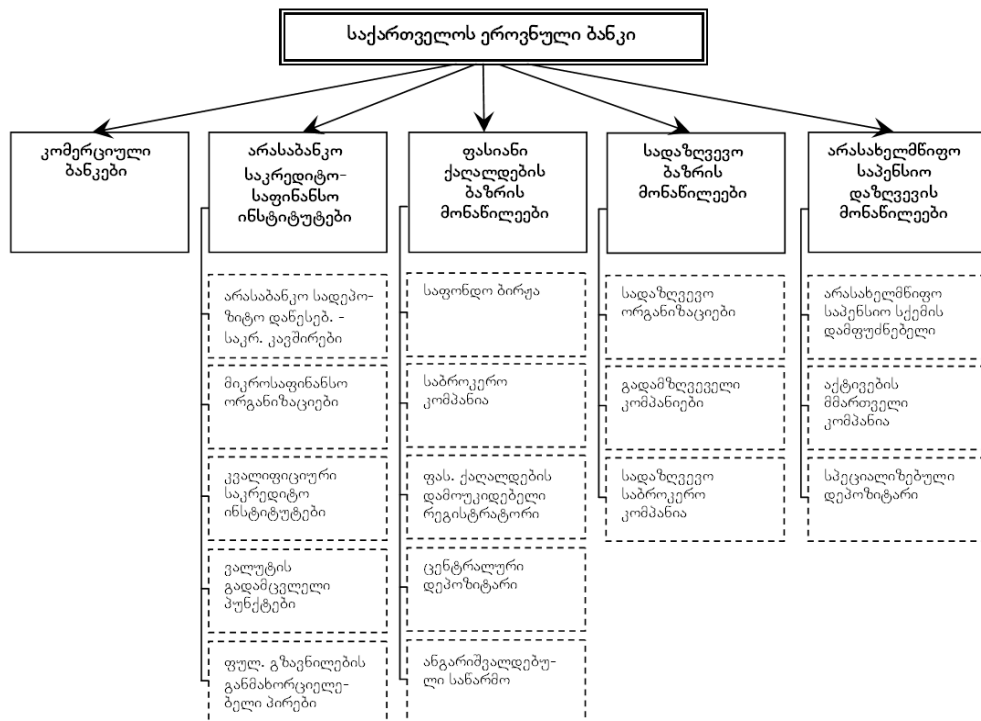 საქართველოს ეროვნული ბანკი
კომერციული
ბანკები
არასაბანკო
საკრედიტო-
საფინანსო
ინსტიტუტები
არასაბანკო სადეპო-
ზიტო დაწესებ. -
საკრ. კავშირები
მიკროსაფინანსო
ორგანიზაციები
კვალიფიციური
საკრედიტო
ინსტიტუტები
ვალუტის
გადამცვლელი
პუნქტები
ფულ. გზავნილების
განმახორციელე-
ბელი პირები
ფასიანი
ქაღალდების
ბაზრის
მონაწილეები
საფონდო ბირჟა
საბროკერო
კომპანია
ფას. ქაღალდების
დამოუკიდებელი
რეგისტრატორი
ცენტრალური
დეპოზიტარი
ანგარიშვალდებუ-
ლი საწარმო
სადაზღვევო
ბაზრის
მონაწილეები
სადაზღვევო
ორგანიზაციები
გადამზღვეველი
კომპანიები
სადაზღვევო
საბროკერო
კომპანია
არასახელმწიფო
საპენსიო
დაზღვევის
მონაწილეები
არასახელმწიფო
საპენსიო სქემის
დამფუძნებელი
აქტივების
მმართველი
კომპანია
სპეციალიზებული
დეპოზიტარი